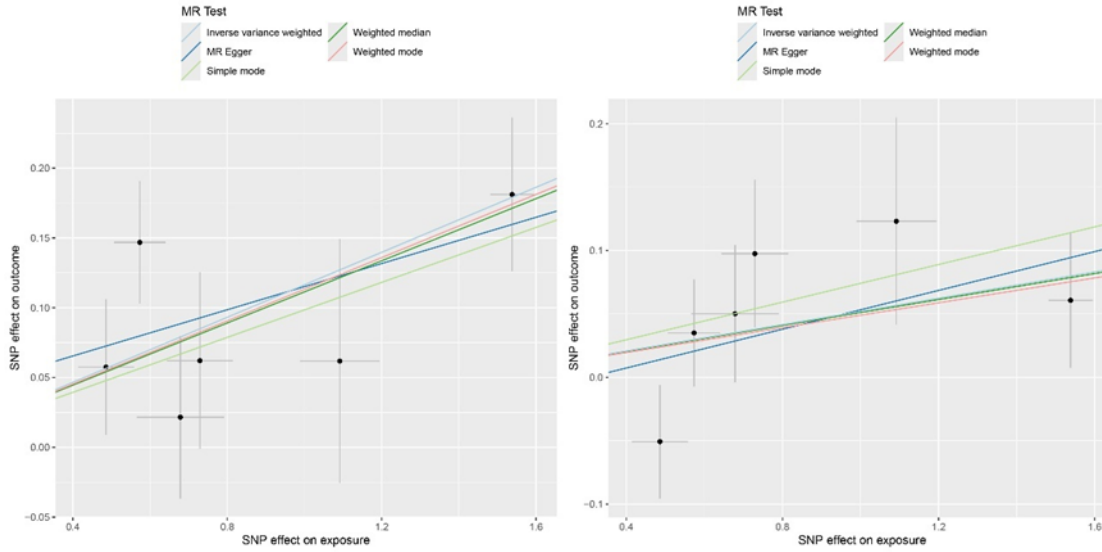 MR Test
Inverse variance weighted
Weighted median
MR Egger
Weighted mode
Simple mode
0.20
0.15
0.10
0.05
0.00
−0.05
SNP effect on outcome
0.4
0.8
1.2
1.6
SNP effect on exposure
MR Test
Inverse variance weighted
Weighted median
MR Egger
Weighted mode
Simple mode
0.2
0.1
0.0
−0.1
SNP effect on outcome
0.4
0.8
1.2
1.6
SNP effect on exposure